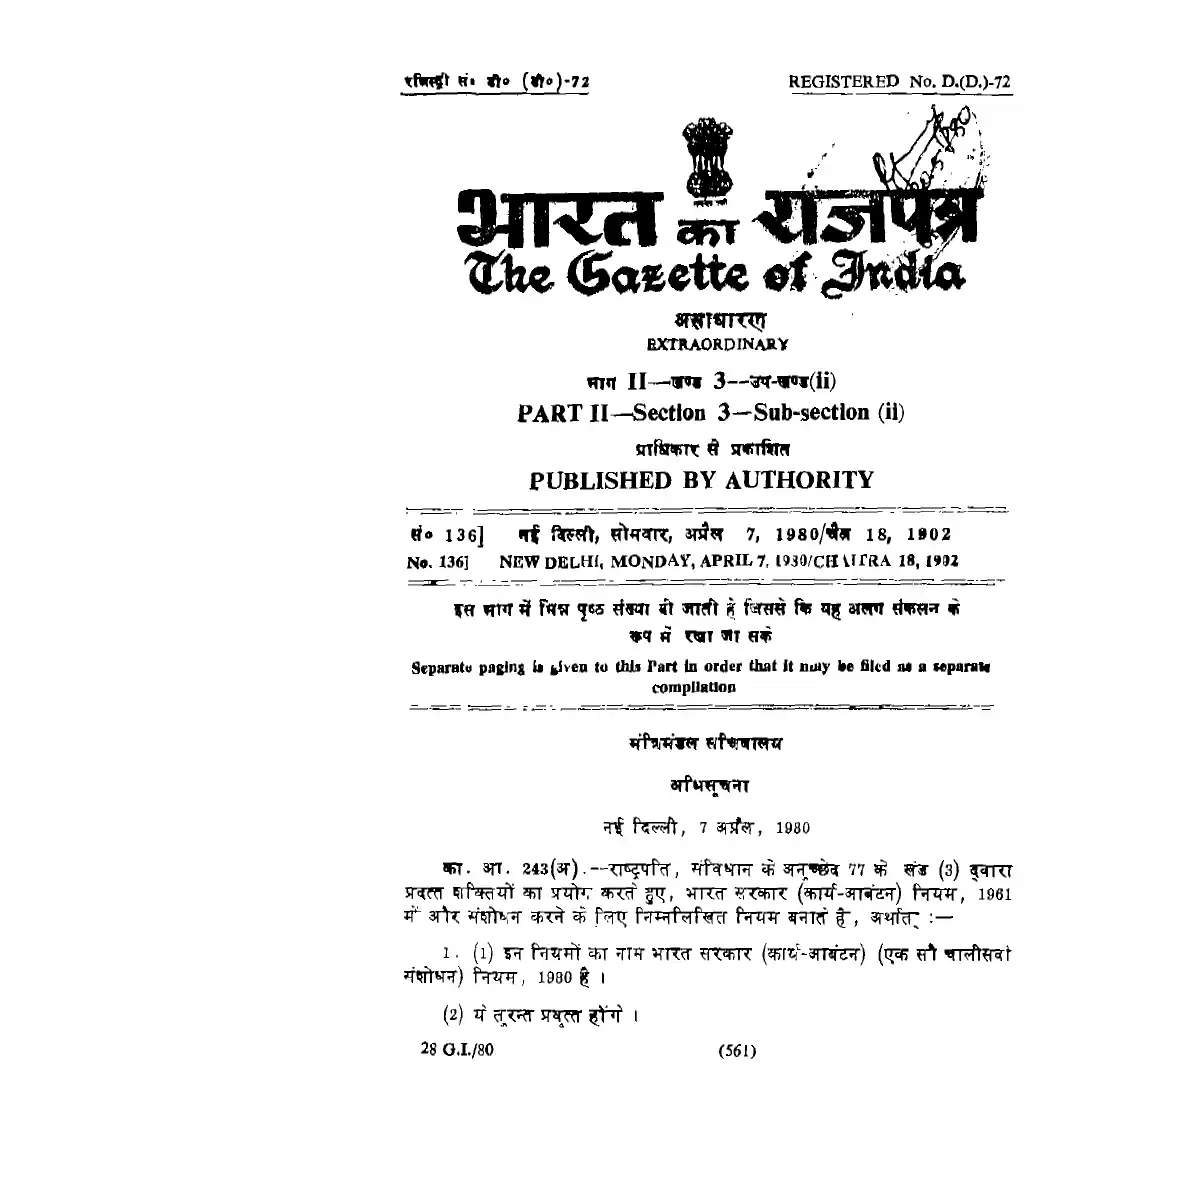 रजिस्ट्री सं० डी० (डी०)-72
REGISTERED No. D.(D.)-72
भारत का राजपत्र
The Gazette of India
असाधारण
EXTRAORDINARY
भाग II—खण्ड 3--उप-खण्ड(ii)
PART II—Section 3—Sub-section (ii)
प्राधिकार से प्रकाशित
PUBLISHED BY AUTHORITY
सं० 136] नई दिल्ली, सोमवार, अप्रैल 7, 1980/चैत्र 18, 1902
No. 136] NEW DELHI, MONDAY, APRIL 7, 1980/CHAITRA 18, 1902
इस भाग में भिन्न पृष्ठ संख्या दी जाती है जिससे कि यह अलग संकलन के
रूप में रखा जा सके
Separate paging is given to this Part in order that it may be filed as a separate
compilation
मंत्रिमंडल सचिवालय
अधिसूचना
नई दिल्ली, 7 अप्रैल, 1980
का. आ. 243(अ).--राष्ट्रपति, संविधान के अनुच्छेद 77 के खंड (3) द्वारा
प्रदत्त शक्तियों का प्रयोग करते हुए, भारत सरकार (कार्य-आबंटन) नियम, 1961
में और संशोधन करने के लिए निम्नलिखित नियम बनाते है, अर्थात् :—
1. (1) इन नियमों का नाम भारत सरकार (कार्य-आबंटन) (एक सौ चालीसवां
संशोधन) नियम, 1980 है ।
(2) ये तुरन्त प्रवृत्त होंगे ।
28 G.I./80 (561)